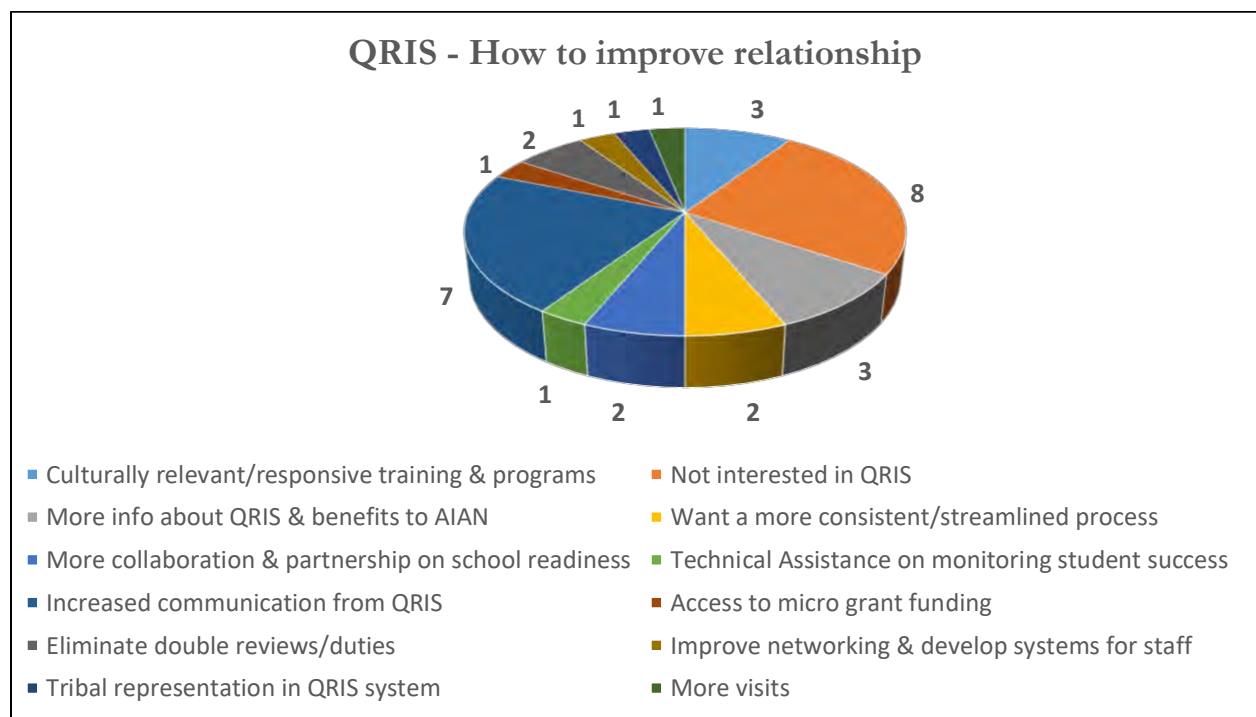 QRIS - How to improve relationship
1
1
3
1
2
1
8
7
3
1
2
2
Culturally relevant/responsive training & programs
Not interested in QRIS
More info about QRIS & benefits to AIAN
Want a more consistent/streamlined process
More collaboration & partnership on school readiness
Technical Assistance on monitoring student success
Increased communication from QRIS
Access to micro grant funding
Eliminate double reviews/duties
Improve networking & develop systems for staff
Tribal representation in QRIS system
More visits